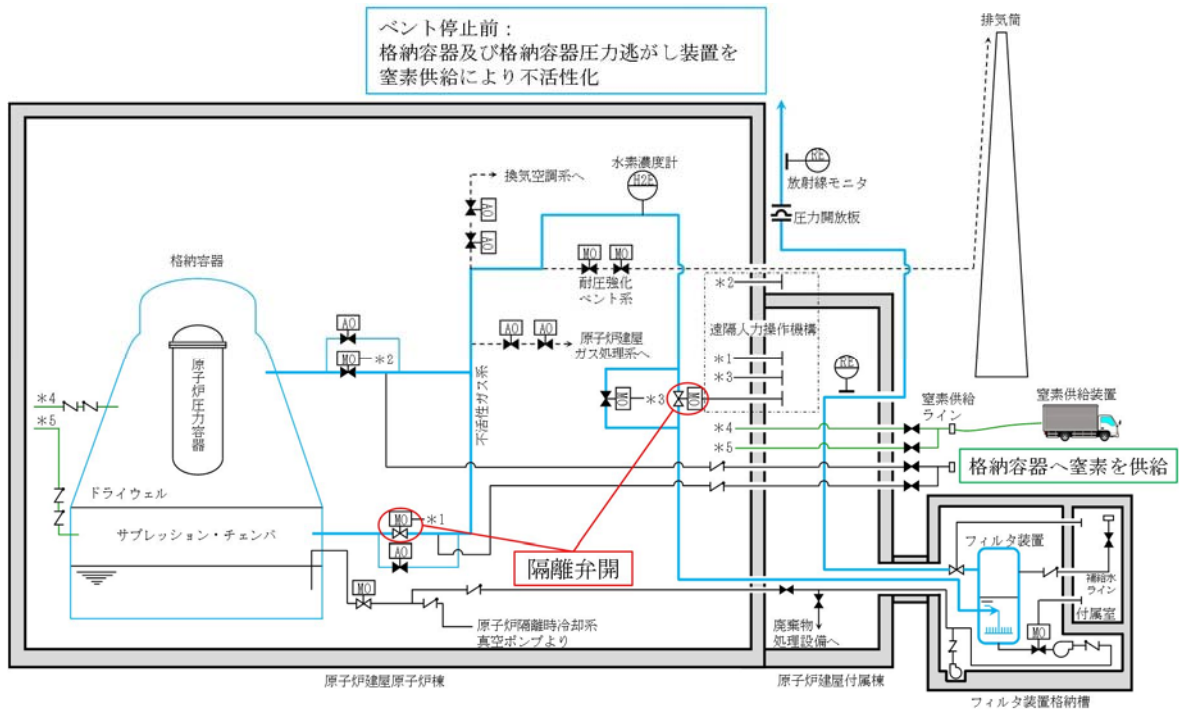 ベント停止前：
格納容器及び格納容器圧力逃がし装置を
窒素供給により不活性化
排気筒
水素濃度計
H2E
RE
放射線モニタ
換気空調系へ
AO
AO
圧力開放板
格納容器
MO
MO
耐圧強化
ベント系
＊2
遠隔人力操作機構
AO
MO
＊2
AO
AO
原子炉建屋
ガス処理系へ
＊1
＊3
RE
原子炉圧力容器
不活性ガス系
MO
＊3
MO
＊4
＊5
＊4
＊5
窒素供給
ライン
窒素供給装置
格納容器へ窒素を供給
ドライウェル
サプレッション・チェンバ
MO
＊1
AO
隔離弁開
フィルタ装置
補給水
ライン
付属室
MO
MO
原子炉隔離時冷却系
真空ポンプより
廃棄物
処理設備へ
原子炉建屋原子炉棟
原子炉建屋付属棟
フィルタ装置格納槽